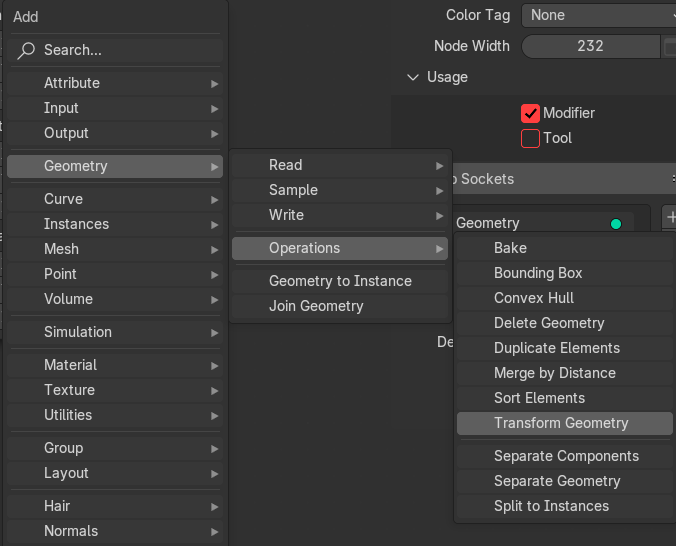 Add
Search...
Attribute
Input
Output
Geometry
Curve
Instances
Mesh
Point
Volume
Simulation
Material
Texture
Utilities
Group
Layout
Hair
Normals
Read
Sample
Write
Operations
Geometry to Instance
Join Geometry
Bake
Bounding Box
Convex Hull
Delete Geometry
Duplicate Elements
Merge by Distance
Sort Elements
Transform Geometry
Separate Components
Separate Geometry
Split to Instances
Color Tag None
Node Width 232
Usage
Modifier
Tool
Sockets
Geometry
De